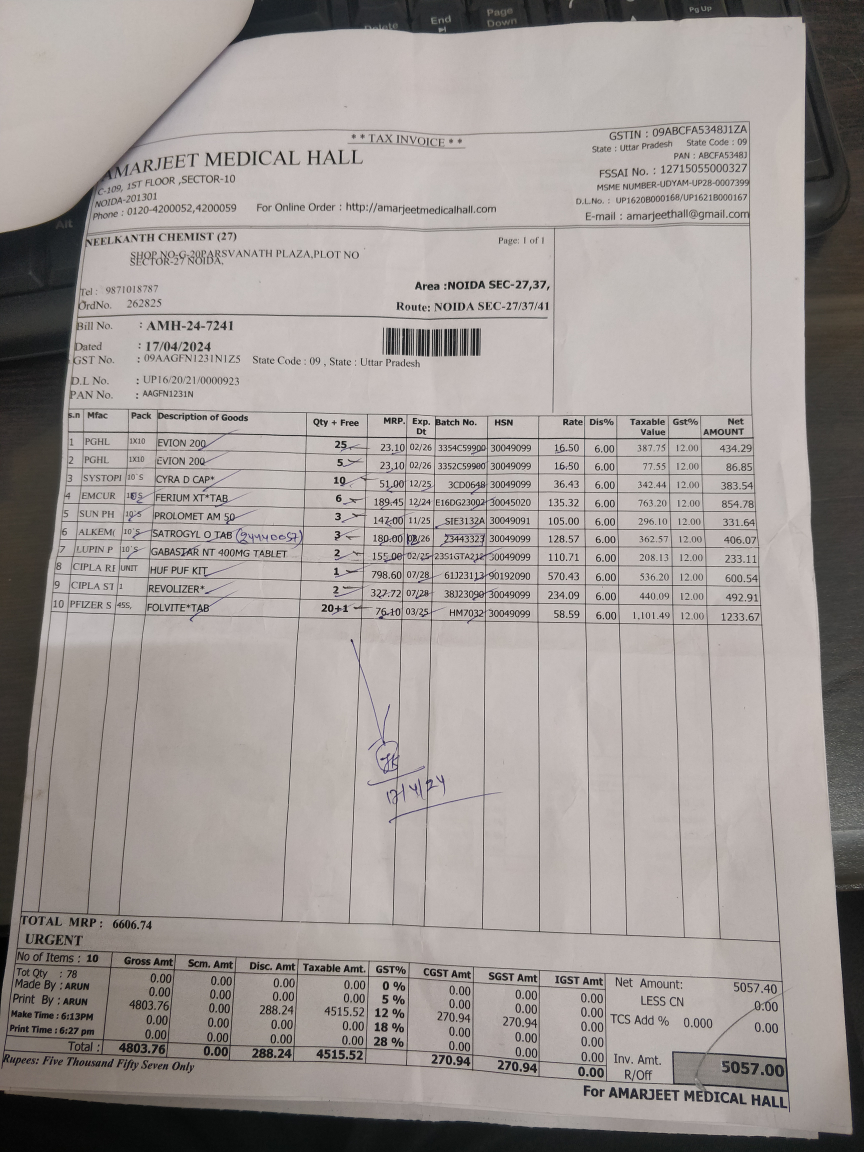 Delete
End
Page
Down
Pg Up
Alt
**TAX INVOICE**
AMARJEET MEDICAL HALL
C-109, 1ST FLOOR ,SECTOR-10
NOIDA-201301
Phone : 0120-4200052,4200059 For Online Order : http://amarjeetmedicalhall.com
GSTIN : 09ABCFA5348J1ZA
State : Uttar Pradesh State Code : 09
PAN : ABCFA5348J
FSSAI No. : 12715055000327
MSME NUMBER-UDYAM-UP28-0007399
D.L.No. : UP1620B000168/UP1621B000167
E-mail : amarjeethall@gmail.com
NEELKANTH CHEMIST (27) Page: 1 of 1
SHOP NO-G-20PARSVANATH PLAZA,PLOT NO
SECTOR-27 NOIDA.
Tel : 9871018787 Area :NOIDA SEC-27,37,
OrdNo. 262825 Route: NOIDA SEC-27/37/41
Bill No. : AMH-24-7241
Dated : 17/04/2024
GST No. : 09AAGFN1231N1Z5 State Code : 09 , State : Uttar Pradesh
D.L No. : UP16/20/21/0000923
PAN No. : AAGFN1231N
s.n Mfac Pack Description of Goods Qty + Free MRP. Exp. Dt Batch No. HSN Rate Dis% Taxable Value Gst% Net AMOUNT
1 PGHL 1X10 EVION 200 25 23.10 02/26 3354C59900 30049099 16.50 6.00 387.75 12.00 434.29
2 PGHL 1X10 EVION 200 5 23.10 02/26 3352C59900 30049099 16.50 6.00 77.55 12.00 86.85
3 SYSTOPI 10`S CYRA D CAP* 10 51.00 12/25 3CD0648 30049099 36.43 6.00 342.44 12.00 383.54
4 EMCUR 10`S FERIUM XT*TAB 6 189.45 12/24 E16DG23002 30045020 135.32 6.00 763.20 12.00 854.78
5 SUN PH 10'S PROLOMET AM 50 3 147.00 11/25 SIE3132A 30049091 105.00 6.00 296.10 12.00 331.64
6 ALKEM( 10`S SATROGYL O TAB (24440057) 3 180.00 08/26 23443323 30049099 128.57 6.00 362.57 12.00 406.07
7 LUPIN P 10`S GABASTAR NT 400MG TABLET 2 155.00 02/25 2351GTA212 30049099 110.71 6.00 208.13 12.00 233.11
8 CIPLA RE UNIT HUF PUF KIT 1 798.60 07/28 61J23113 90192090 570.43 6.00 536.20 12.00 600.54
9 CIPLA ST 1 REVOLIZER* 2 327.72 07/28 38J23090 30049099 234.09 6.00 440.09 12.00 492.91
10 PFIZER S 45S, FOLVITE*TAB 20+1 76.10 03/25 HM7032 30049099 58.59 6.00 1,101.49 12.00 1233.67
17/4/24
TOTAL MRP : 6606.74
URGENT
No of Items : 10 Gross Amt Scm. Amt Disc. Amt Taxable Amt. GST% CGST Amt SGST Amt IGST Amt Net Amount: 5057.40
Tot Qty : 78 0.00 0.00 0.00 0.00 0 % 0.00 0.00 0.00 LESS CN 0.00
Made By : ARUN 0.00 0.00 0.00 0.00 5 % 0.00 0.00 0.00 TCS Add % 0.000 0.00
Print By : ARUN 4803.76 0.00 288.24 4515.52 12 % 270.94 270.94 0.00
Make Time : 6:13PM 0.00 0.00 0.00 0.00 18 % 0.00 0.00 0.00
Print Time : 6:27 pm 0.00 0.00 0.00 0.00 28 % 0.00 0.00 0.00
Total : 4803.76 0.00 288.24 4515.52 270.94 270.94 0.00 Inv. Amt. R/Off 5057.00
Rupees: Five Thousand Fifty Seven Only
For AMARJEET MEDICAL HALL